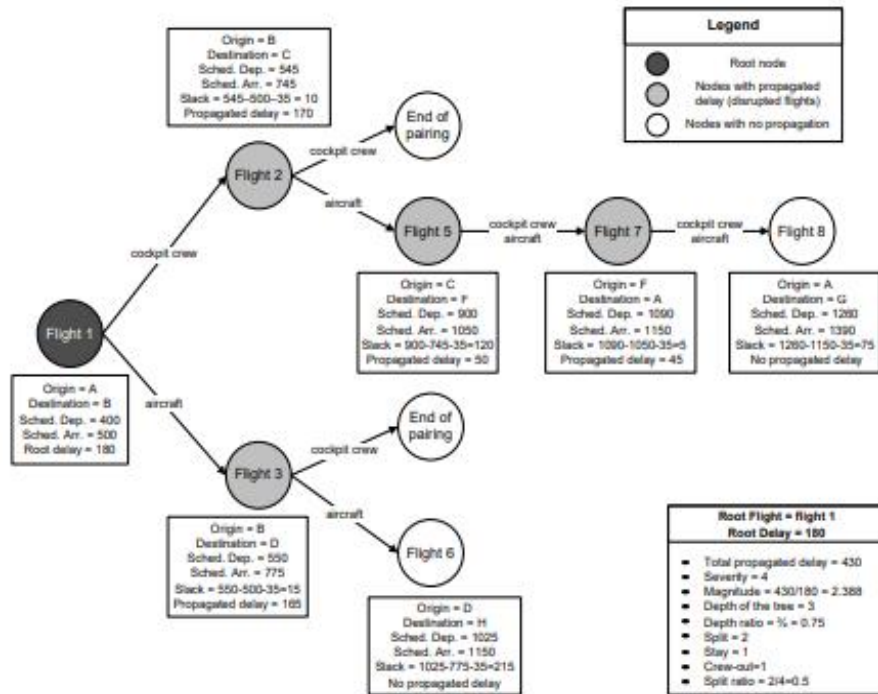 Origin = B
Destination = C
Sched. Dep. = 545
Sched. Arr. = 745
Slack = 545–500–35 = 10
Propagated delay = 170
Legend
Root node
Nodes with propagated
delay (disrupted flights)
Nodes with no propagation
End of
pairing
cockpit crew
Flight 2
aircraft
Flight 5
cockpit crew
aircraft
Flight 7
cockpit crew
aircraft
Flight 8
cockpit crew
Origin = C
Destination = F
Sched. Dep. = 900
Sched. Arr. = 1050
Slack = 900-745-35=120
Propagated delay = 50
Origin = F
Destination = A
Sched. Dep. = 1090
Sched. Arr. = 1150
Slack = 1090-1050-35=5
Propagated delay = 45
Origin = A
Destination = G
Sched. Dep. = 1260
Sched. Arr. = 1390
Slack = 1260-1150-35=75
No propagated delay
Flight 1
Origin = A
Destination = B
Sched. Dep. = 400
Sched. Arr. = 500
Root delay = 180
aircraft
End of
pairing
cockpit crew
Flight 3
aircraft
Flight 6
Origin = B
Destination = D
Sched. Dep. = 550
Sched. Arr. = 775
Slack = 550-500-35=15
Propagated delay = 165
Origin = D
Destination = H
Sched. Dep. = 1025
Sched. Arr. = 1150
Slack = 1025-775-35=215
No propagated delay
Root Flight = flight 1
Root Delay = 180
Total propagated delay = 430
Severity = 4
Magnitude = 430/180 = 2.388
Depth of the tree = 3
Depth ratio = ¾ = 0.75
Split = 2
Stay = 1
Crew-out=1
Split ratio = 2/4=0.5